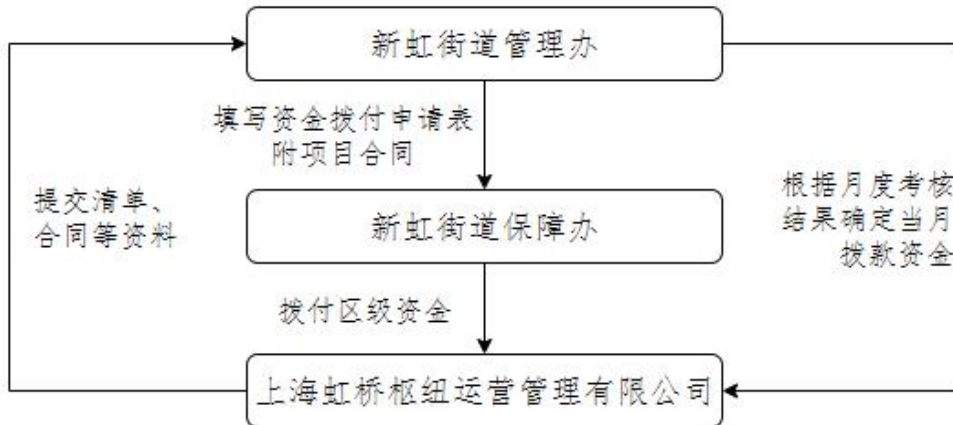 新虹街道管理办
填写资金拨付申请表
附项目合同
提交清单、
合同等资料
根据月度考核
结果确定当月
拨款资金
新虹街道保障办
拨付区级资金
上海虹桥枢纽运营管理有限公司